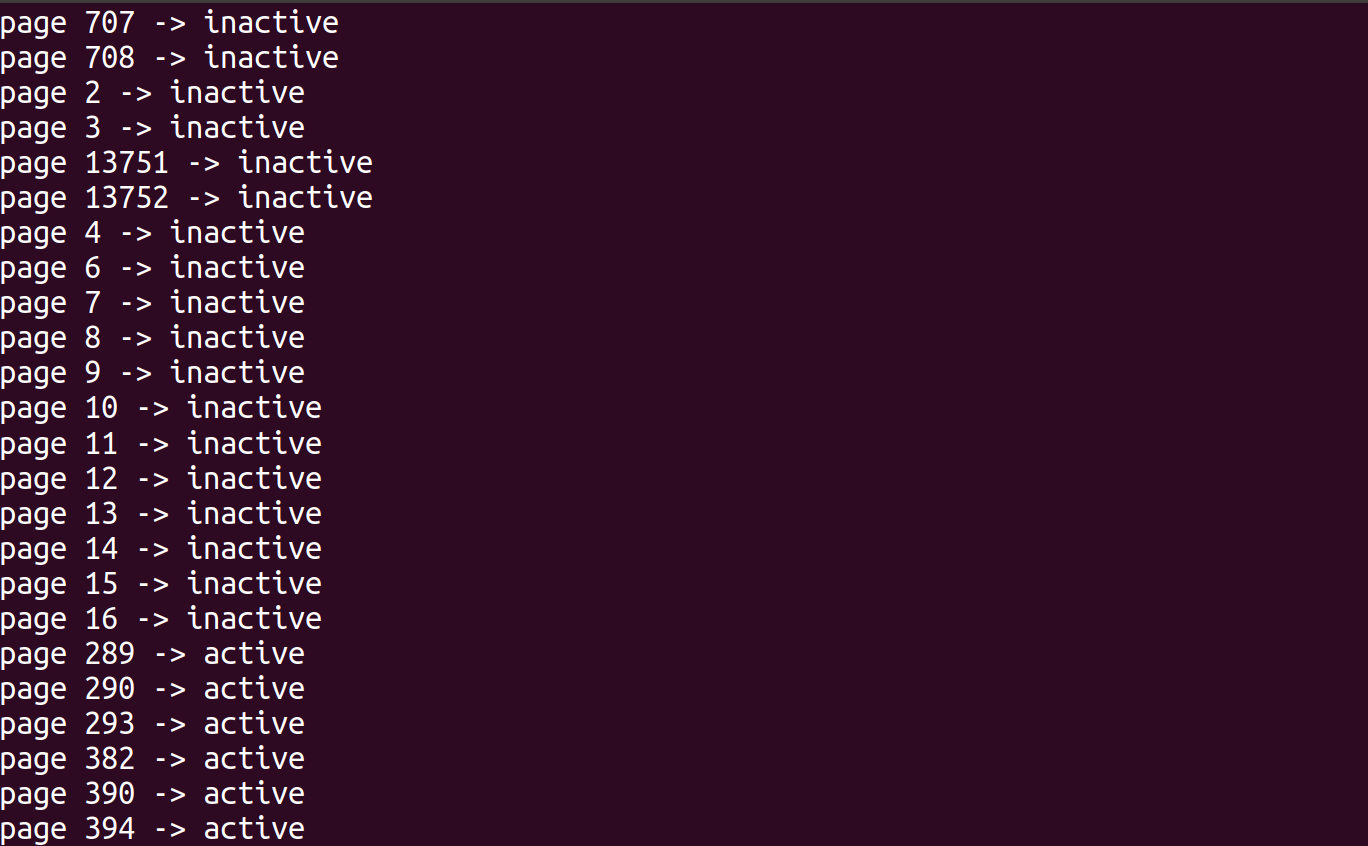 page 707 -> inactive
page 708 -> inactive
page 2 -> inactive
page 3 -> inactive
page 13751 -> inactive
page 13752 -> inactive
page 4 -> inactive
page 6 -> inactive
page 7 -> inactive
page 8 -> inactive
page 9 -> inactive
page 10 -> inactive
page 11 -> inactive
page 12 -> inactive
page 13 -> inactive
page 14 -> inactive
page 15 -> inactive
page 16 -> inactive
page 289 -> active
page 290 -> active
page 293 -> active
page 382 -> active
page 390 -> active
page 394 -> active